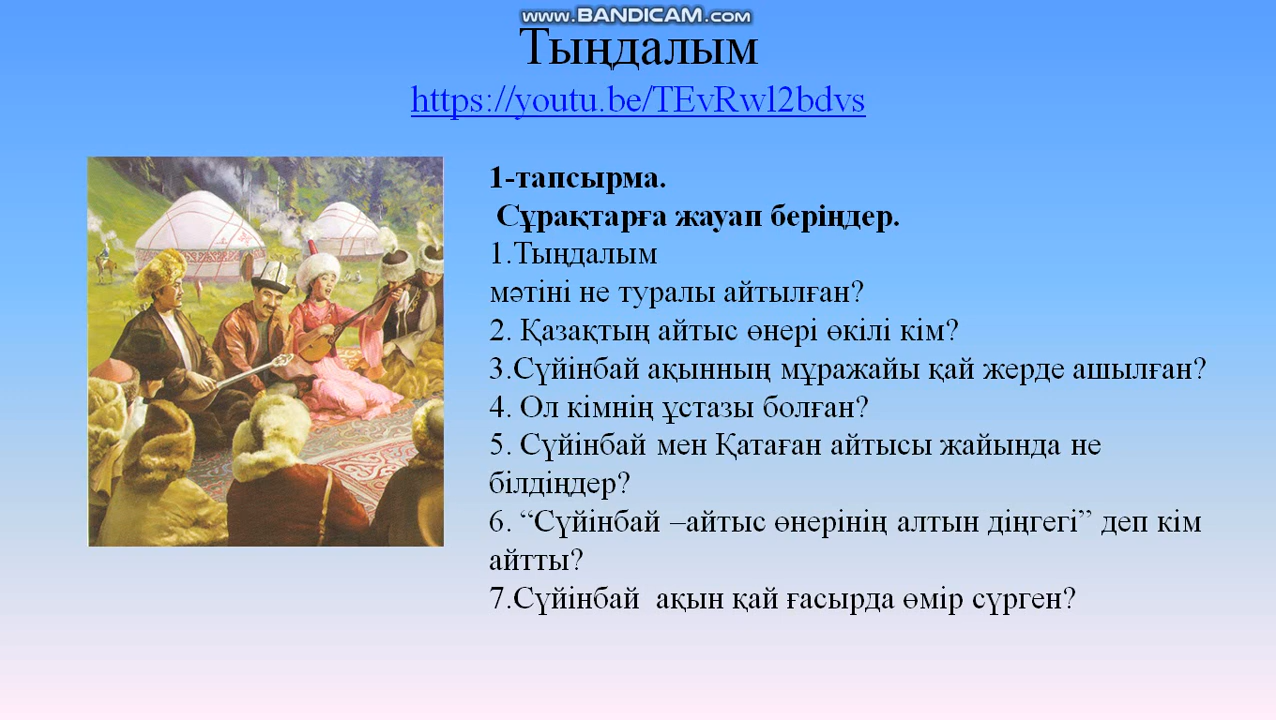 www.BANDICAM.com
Тыңдалым
https://youtu.be/TEvRwl2bdvs
1-тапсырма.
Сұрақтарға жауап беріңдер.
1.Тыңдалым
мәтіні не туралы айтылған?
2. Қазақтың айтыс өнері өкілі кім?
3.Сүйінбай ақынның мұражайы қай жерде ашылған?
4. Ол кімнің ұстазы болған?
5. Сүйінбай мен Қатаған айтысы жайында не
білдіңдер?
6. “Сүйінбай –айтыс өнерінің алтын діңгегі” деп кім
айтты?
7.Сүйінбай  ақын қай ғасырда өмір сүрген?